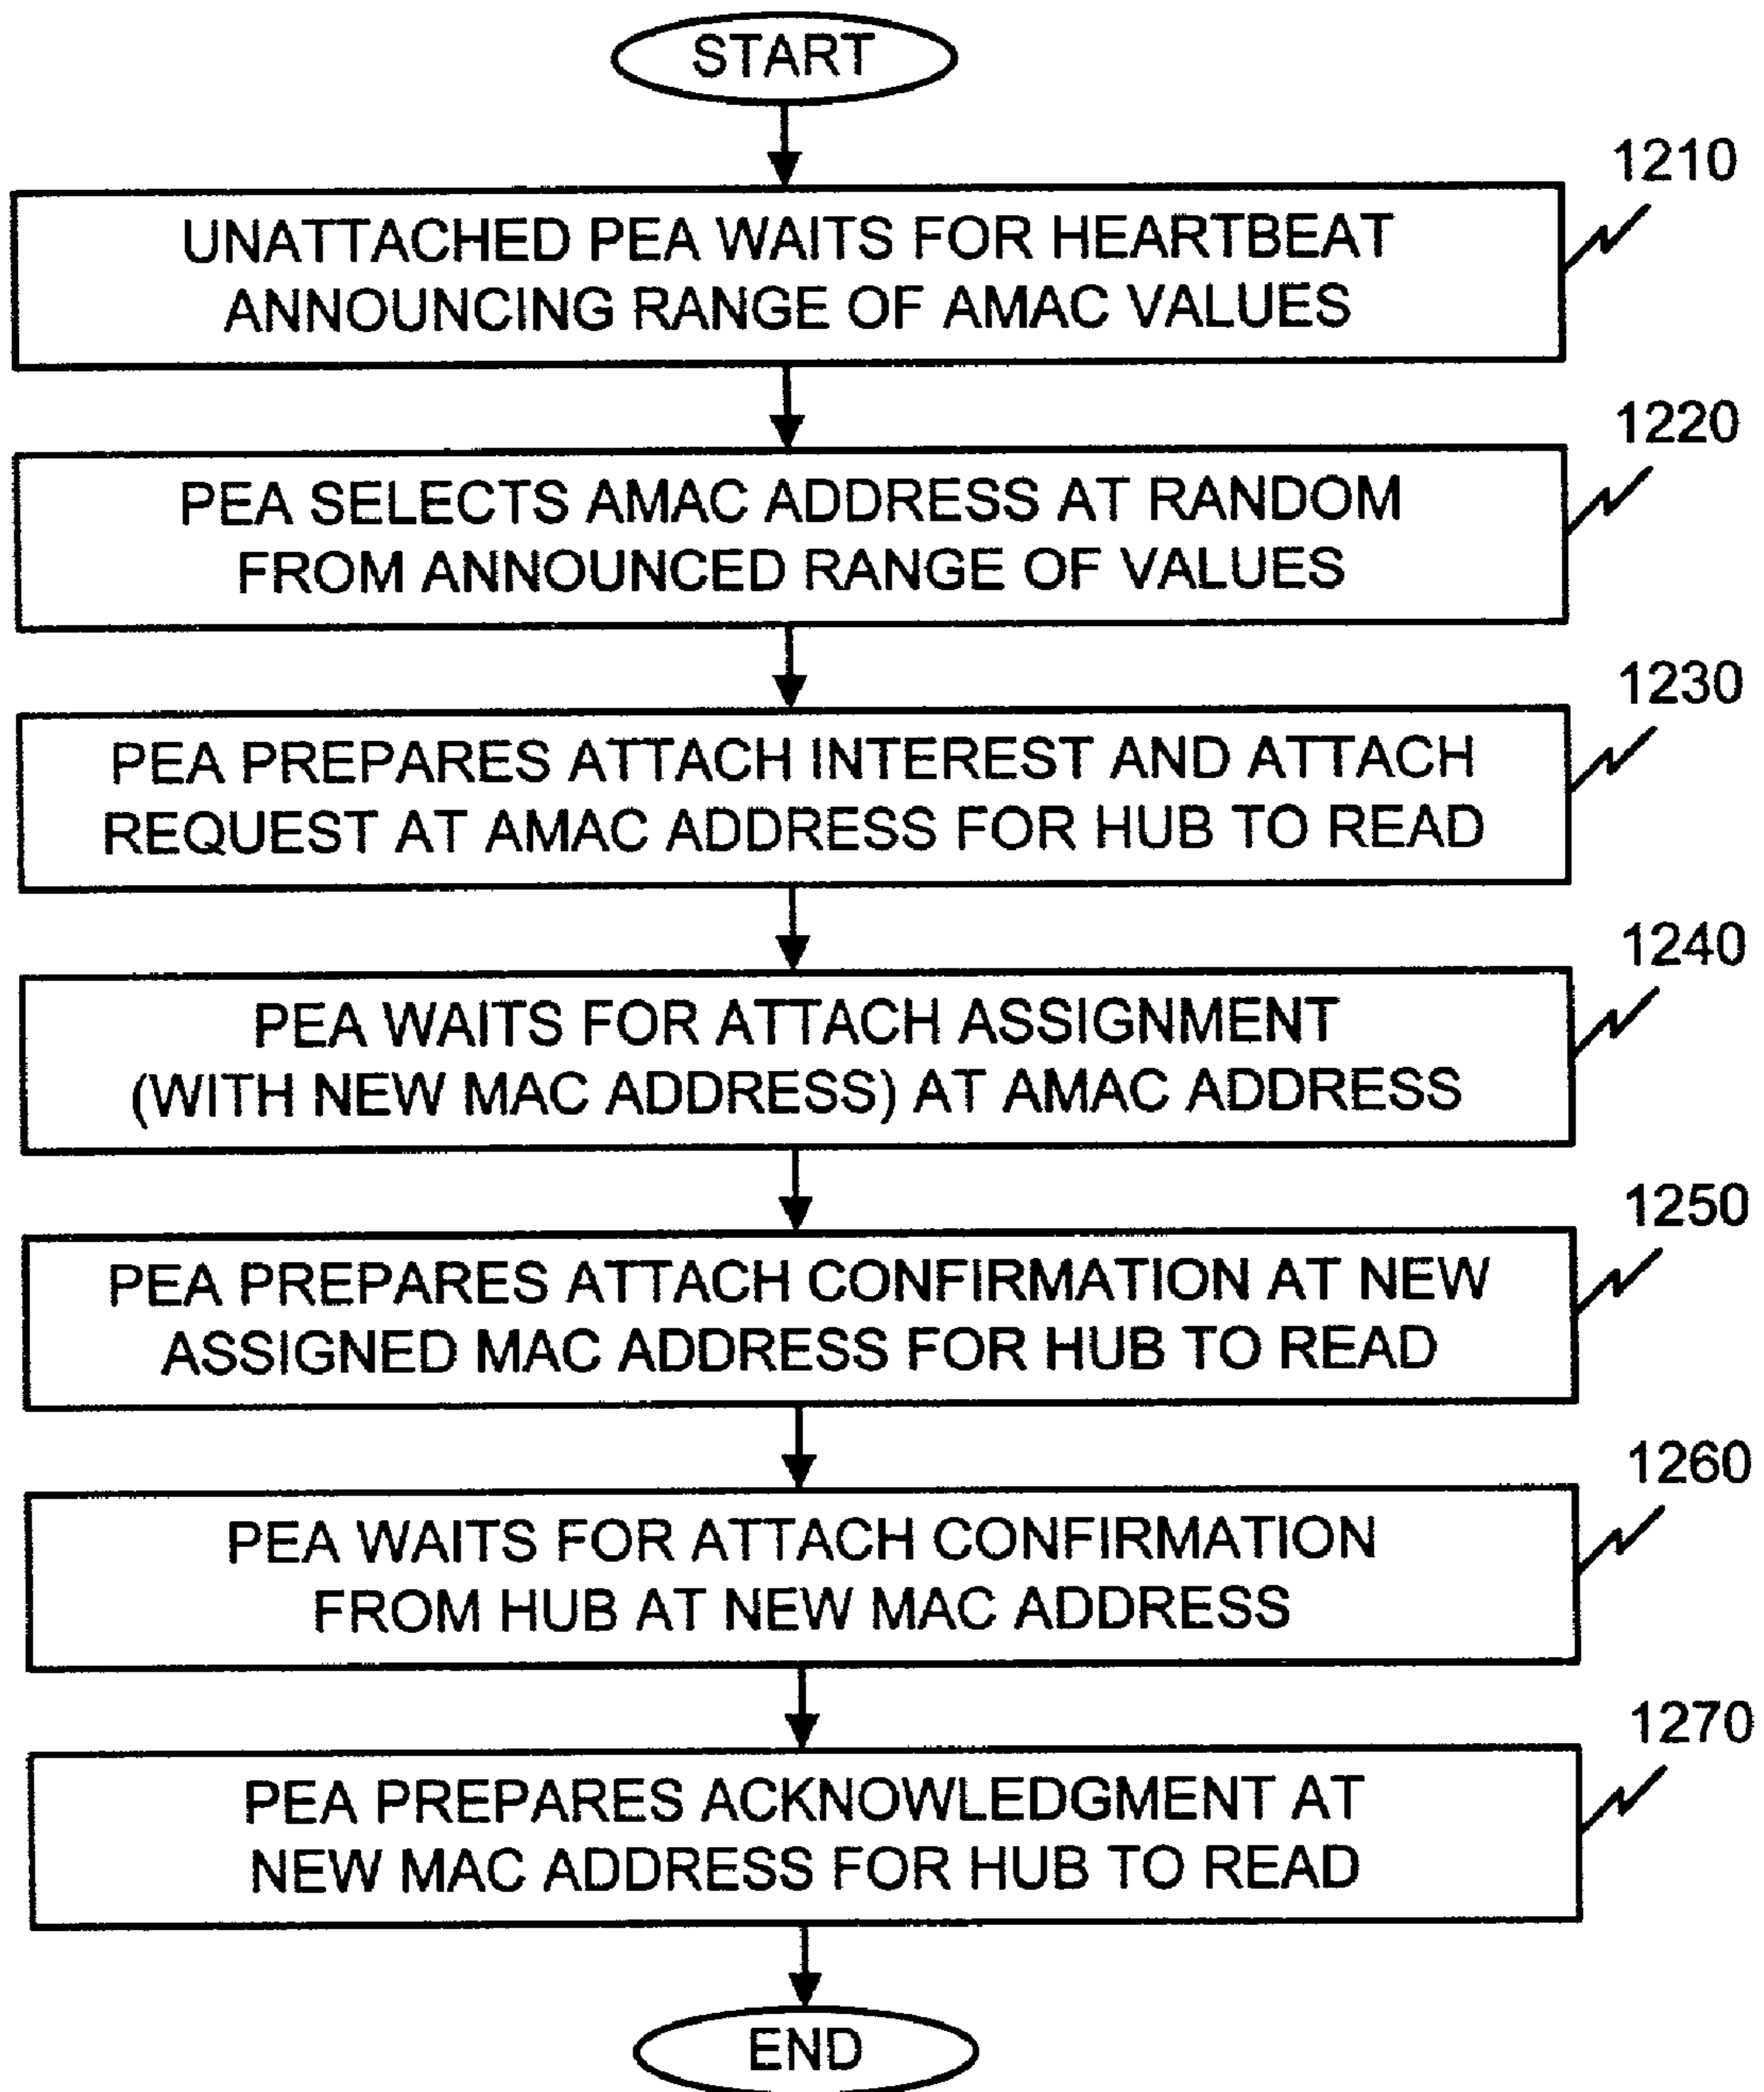 START
1210
UNATTACHED PEA WAITS FOR HEARTBEAT
ANNOUNCING RANGE OF AMAC VALUES
1220
PEA SELECTS AMAC ADDRESS AT RANDOM
FROM ANNOUNCED RANGE OF VALUES
1230
PEA PREPARES ATTACH INTEREST AND ATTACH
REQUEST AT AMAC ADDRESS FOR HUB TO READ
1240
PEA WAITS FOR ATTACH ASSIGNMENT
(WITH NEW MAC ADDRESS) AT AMAC ADDRESS
1250
PEA PREPARES ATTACH CONFIRMATION AT NEW
ASSIGNED MAC ADDRESS FOR HUB TO READ
1260
PEA WAITS FOR ATTACH CONFIRMATION
FROM HUB AT NEW MAC ADDRESS
1270
PEA PREPARES ACKNOWLEDGMENT AT
NEW MAC ADDRESS FOR HUB TO READ
END